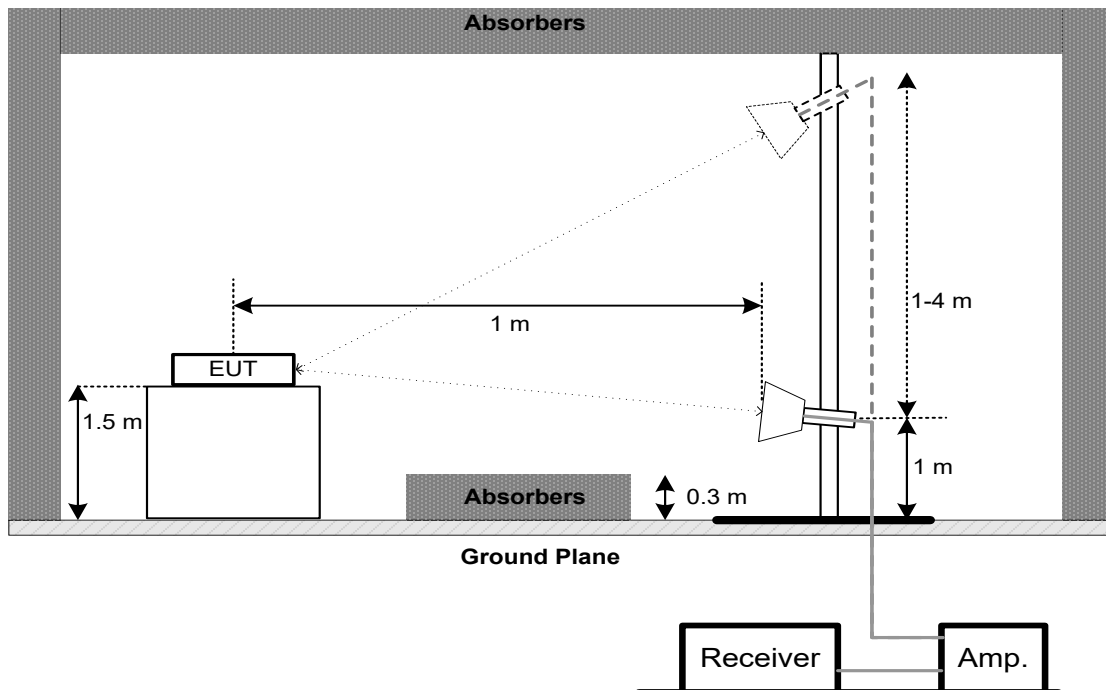 Absorbers
1-4 m
1 m
EUT
1.5 m
1 m
0.3 m
Absorbers
Ground Plane
Receiver
Amp.